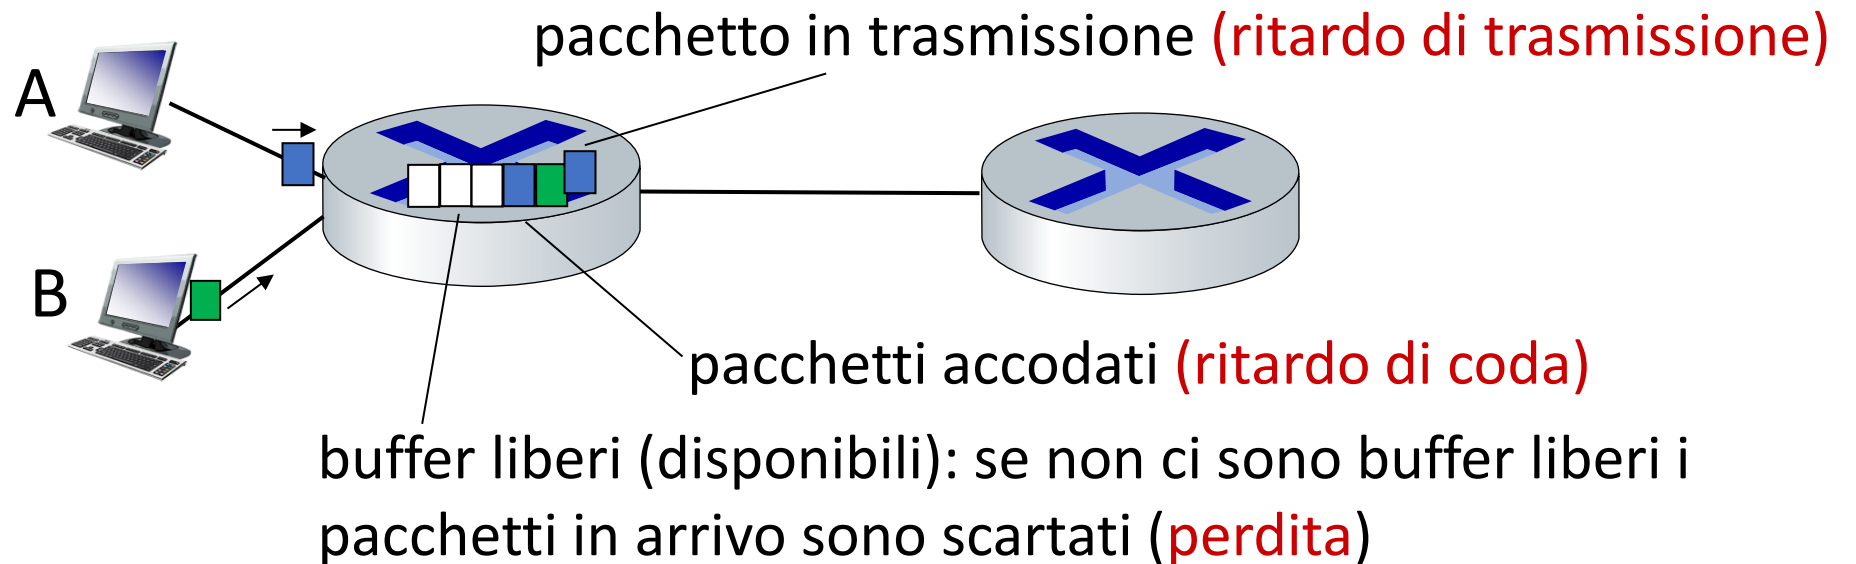 pacchetto in trasmissione (ritardo di trasmissione)
A
B
pacchetti accodati (ritardo di coda)
buffer liberi (disponibili): se non ci sono buffer liberi i
pacchetti in arrivo sono scartati (perdita)